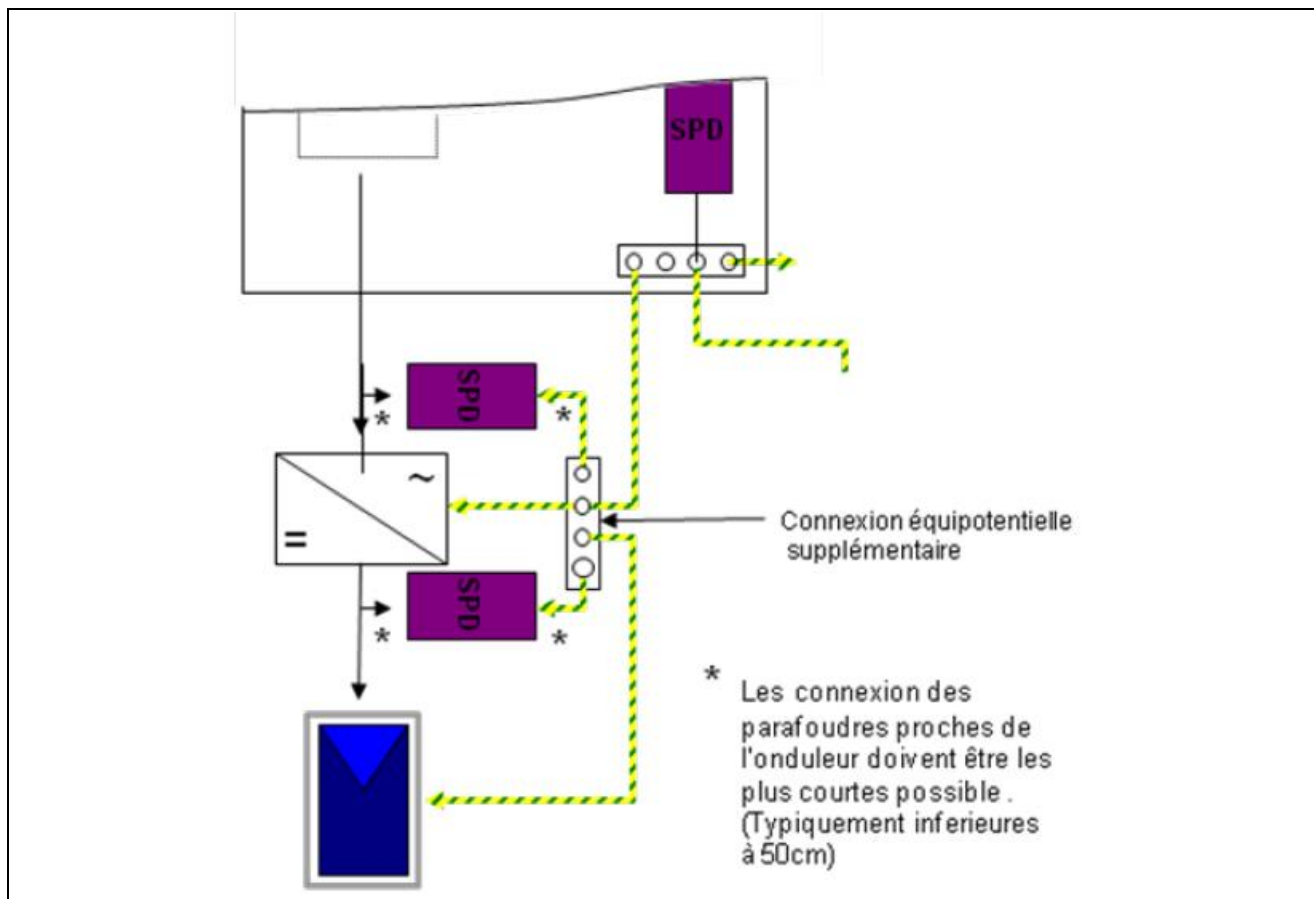 SPD
SPD
*
*
~
=
Connexion équipotentielle
supplémentaire
SPD
*
*
* Les connexion des
parafoudres proches de
l'onduleur doivent être les
plus courtes possible .
(Typiquement inferieures
à 50cm)